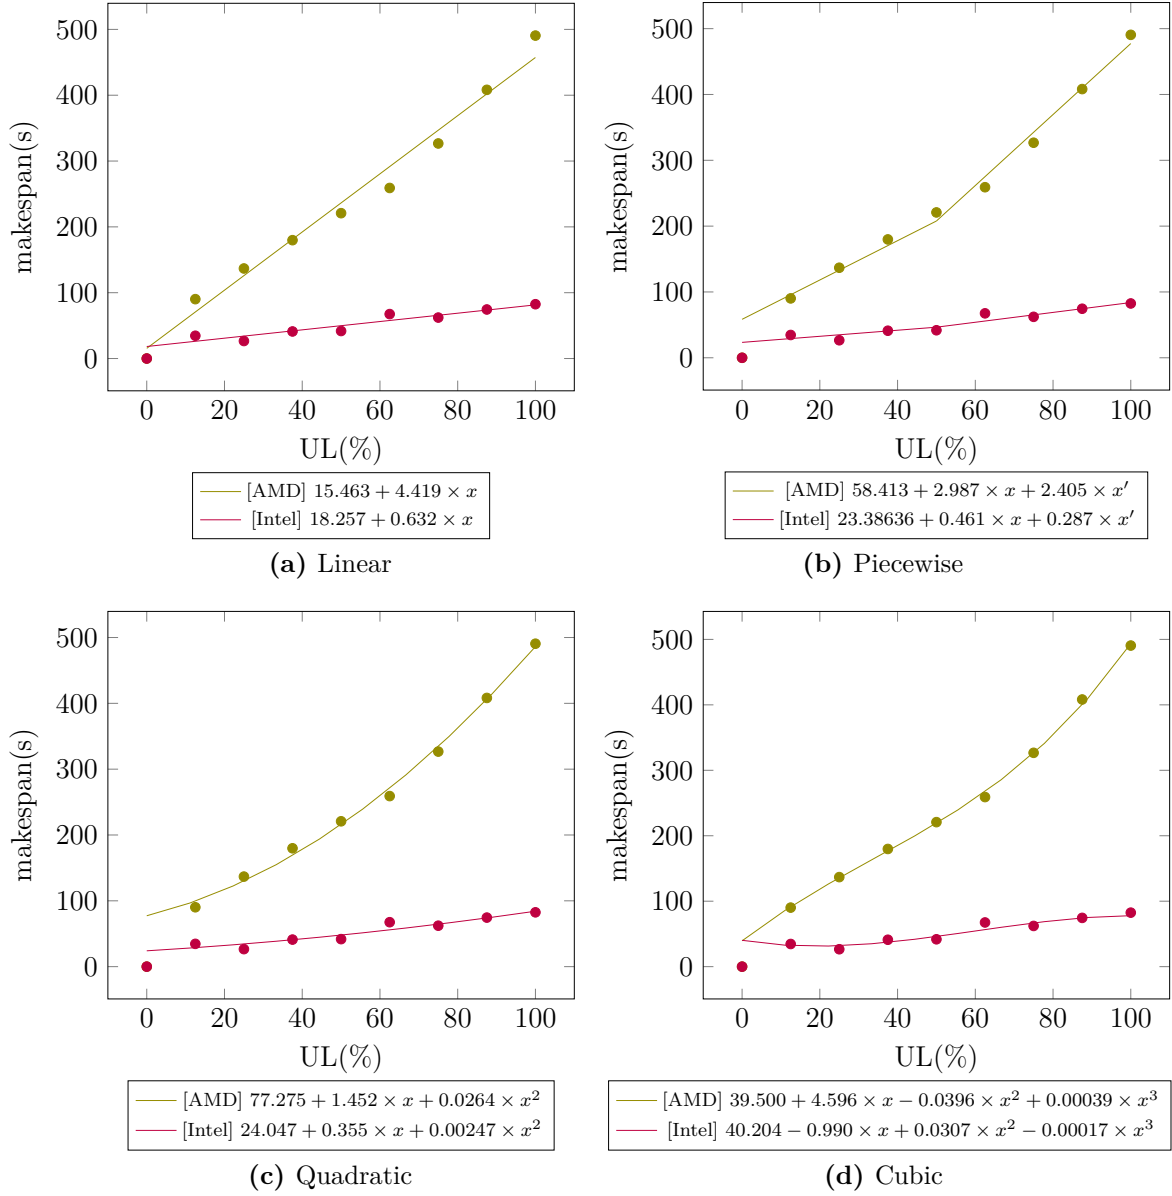 500
400
300
200
100
0
makespan(s)
0 20 40 60 80 100
UL(%)
[AMD] 15.463 + 4.419 × x
[Intel] 18.257 + 0.632 × x
(a) Linear
500
400
300
200
100
0
makespan(s)
0 20 40 60 80 100
UL(%)
[AMD] 58.413 + 2.987 × x + 2.405 × x′
[Intel] 23.38636 + 0.461 × x + 0.287 × x′
(b) Piecewise
500
400
300
200
100
0
makespan(s)
0 20 40 60 80 100
UL(%)
[AMD] 77.275 + 1.452 × x + 0.0264 × x²
[Intel] 24.047 + 0.355 × x + 0.00247 × x²
(c) Quadratic
500
400
300
200
100
0
makespan(s)
0 20 40 60 80 100
UL(%)
[AMD] 39.500 + 4.596 × x − 0.0396 × x² + 0.00039 × x³
[Intel] 40.204 − 0.990 × x + 0.0307 × x² − 0.00017 × x³
(d) Cubic